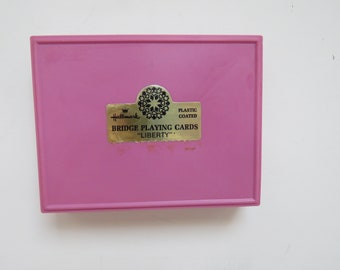 Hallmark
PLASTIC
COATED
BRIDGE PLAYING CARDS
"LIBERTY"